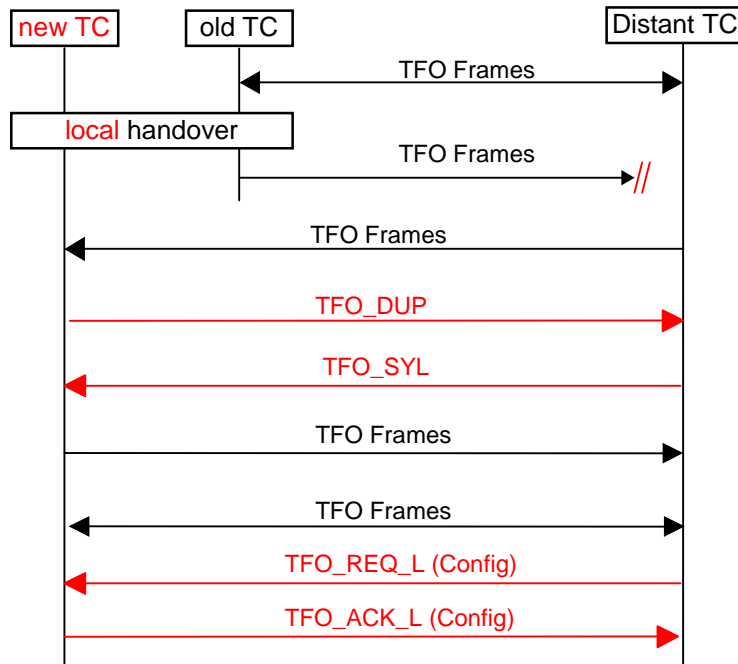 new TC
old TC
Distant TC
TFO Frames
local handover
TFO Frames
TFO Frames
TFO_DUP
TFO_SYL
TFO Frames
TFO Frames
TFO_REQ_L (Config)
TFO_ACK_L (Config)